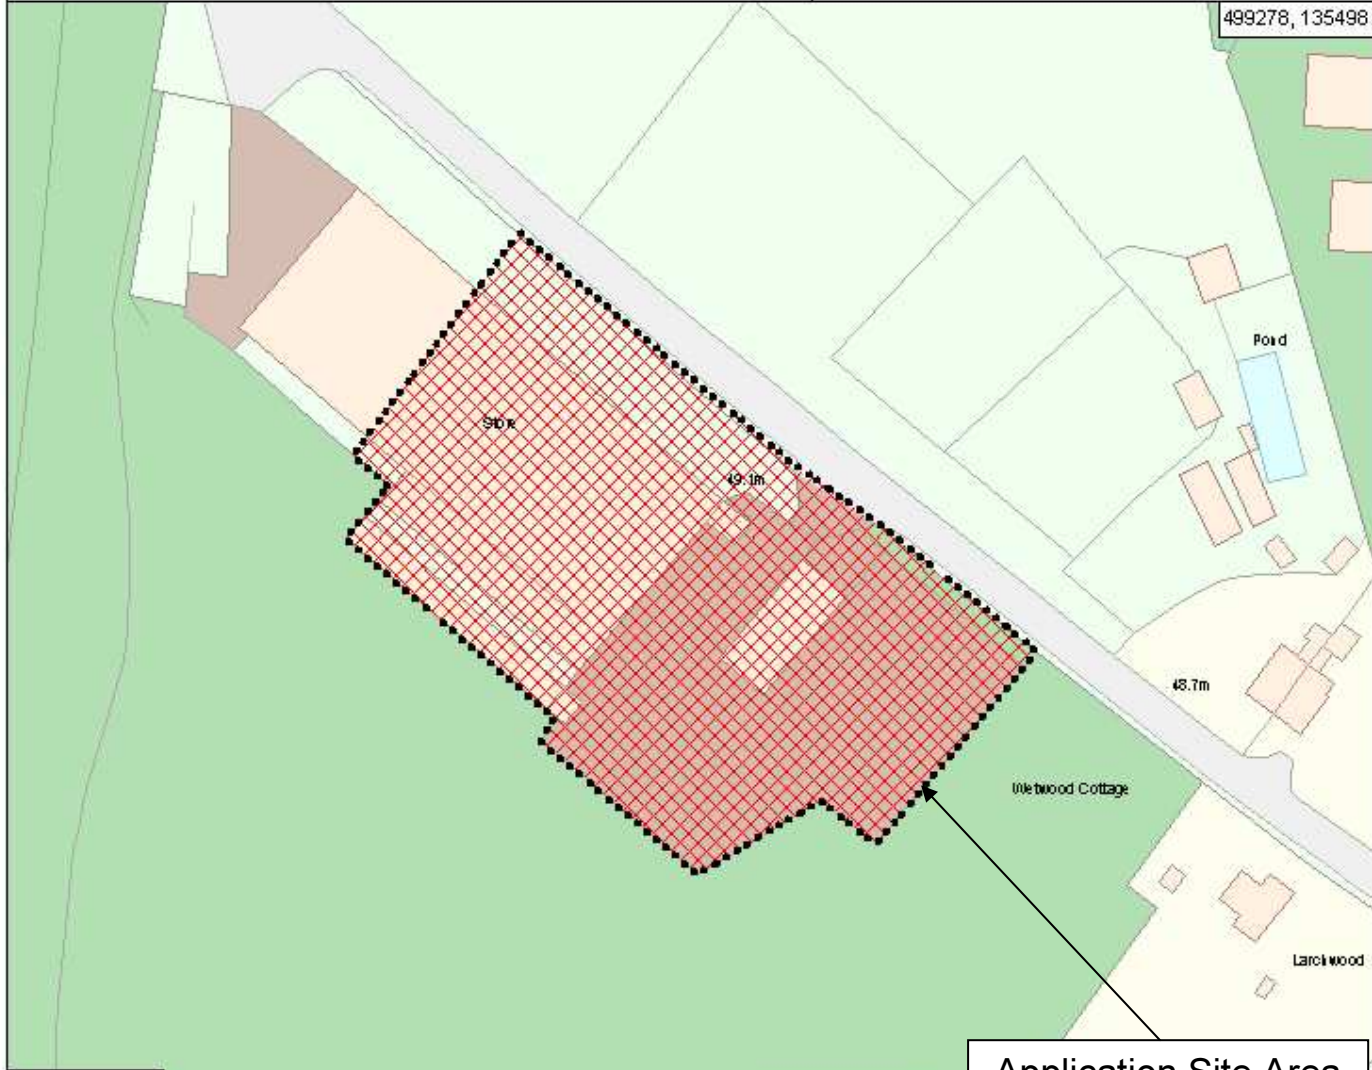 499278, 135498
Pond
Store
49.1m
48.7m
Wetwood Cottage
Larchwood
Application Site Area